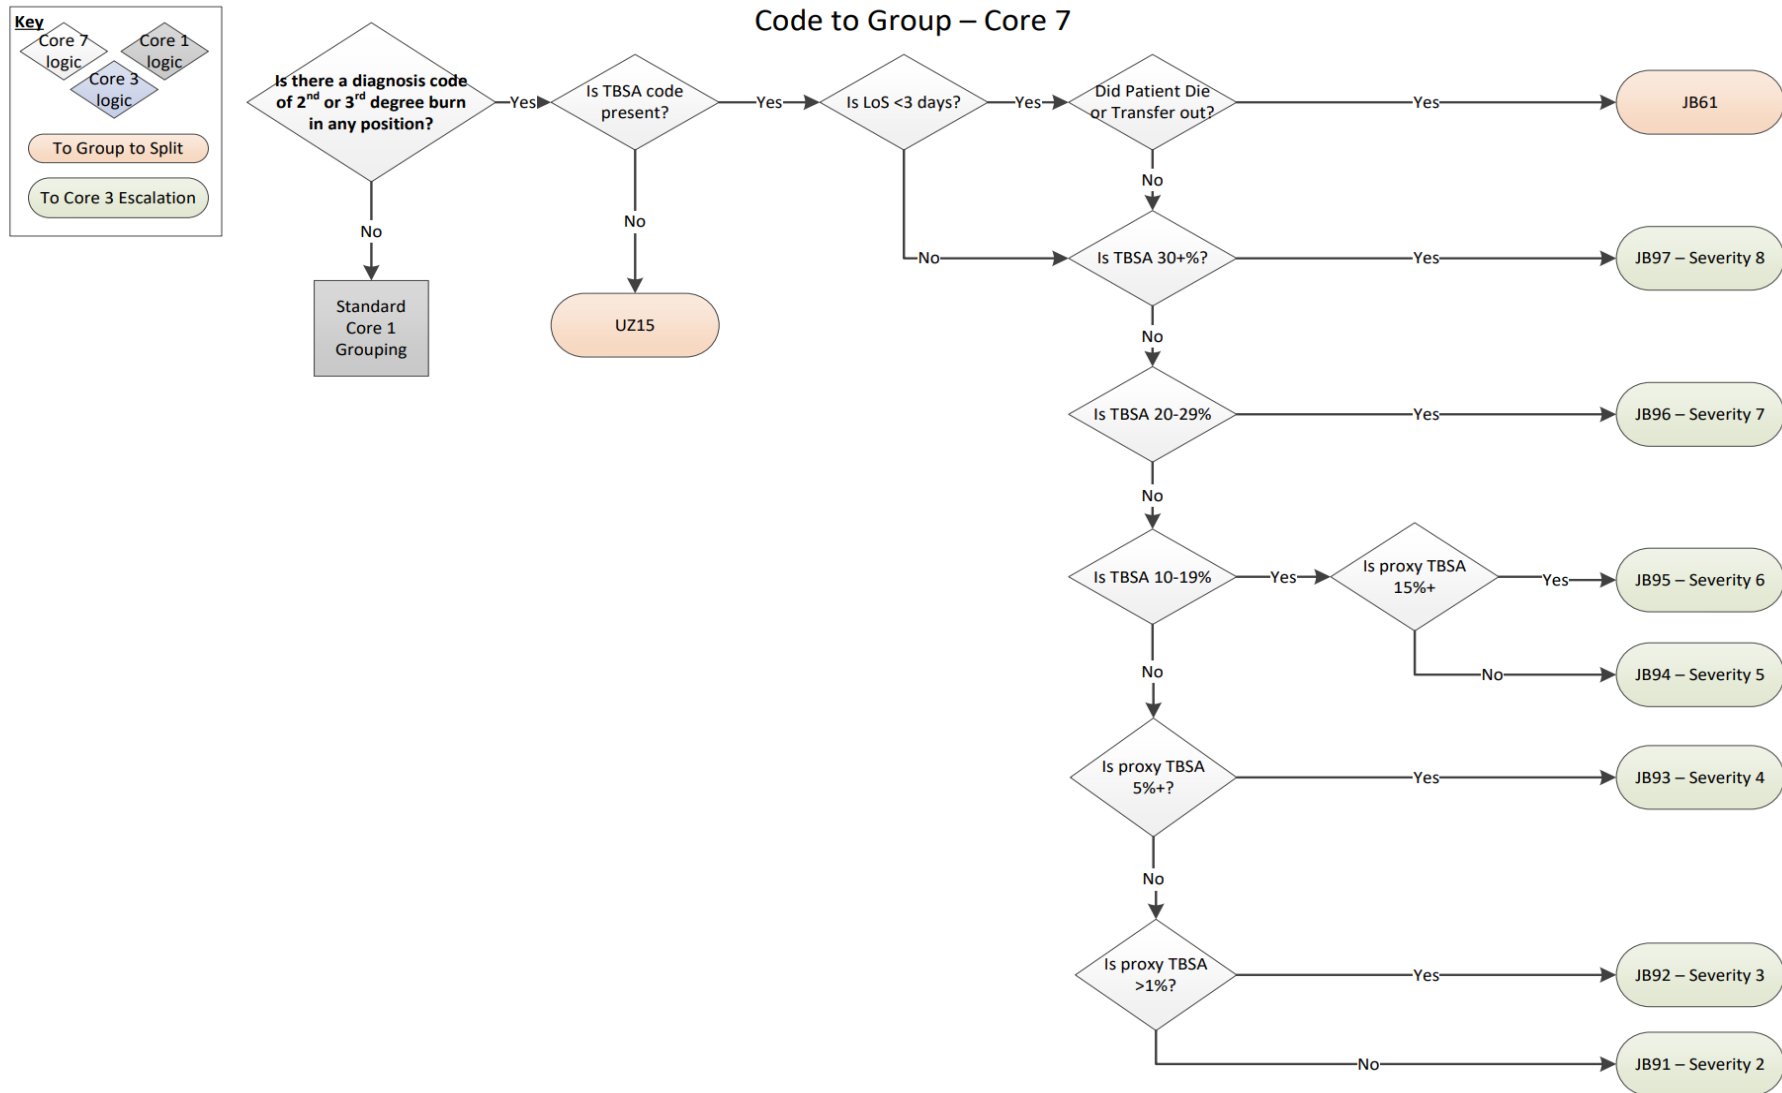 Code to Group – Core 7
Key
Core 7
logic
Core 1
logic
Core 3
logic
To Group to Split
To Core 3 Escalation
Is there a diagnosis code
of 2nd or 3rd degree burn
in any position?
Yes
Is TBSA code
present?
Yes
Is LoS <3 days?
Yes
Did Patient Die
or Transfer out?
Yes
JB61
No
No
No
No
Standard
Core 1
Grouping
UZ15
Is TBSA 30+%?
Yes
JB97 – Severity 8
No
Is TBSA 20-29%
Yes
JB96 – Severity 7
No
Is TBSA 10-19%
Yes
Is proxy TBSA
15%+
Yes
JB95 – Severity 6
No
JB94 – Severity 5
No
Is proxy TBSA
5%+?
Yes
JB93 – Severity 4
No
Is proxy TBSA
>1%?
Yes
JB92 – Severity 3
No
JB91 – Severity 2